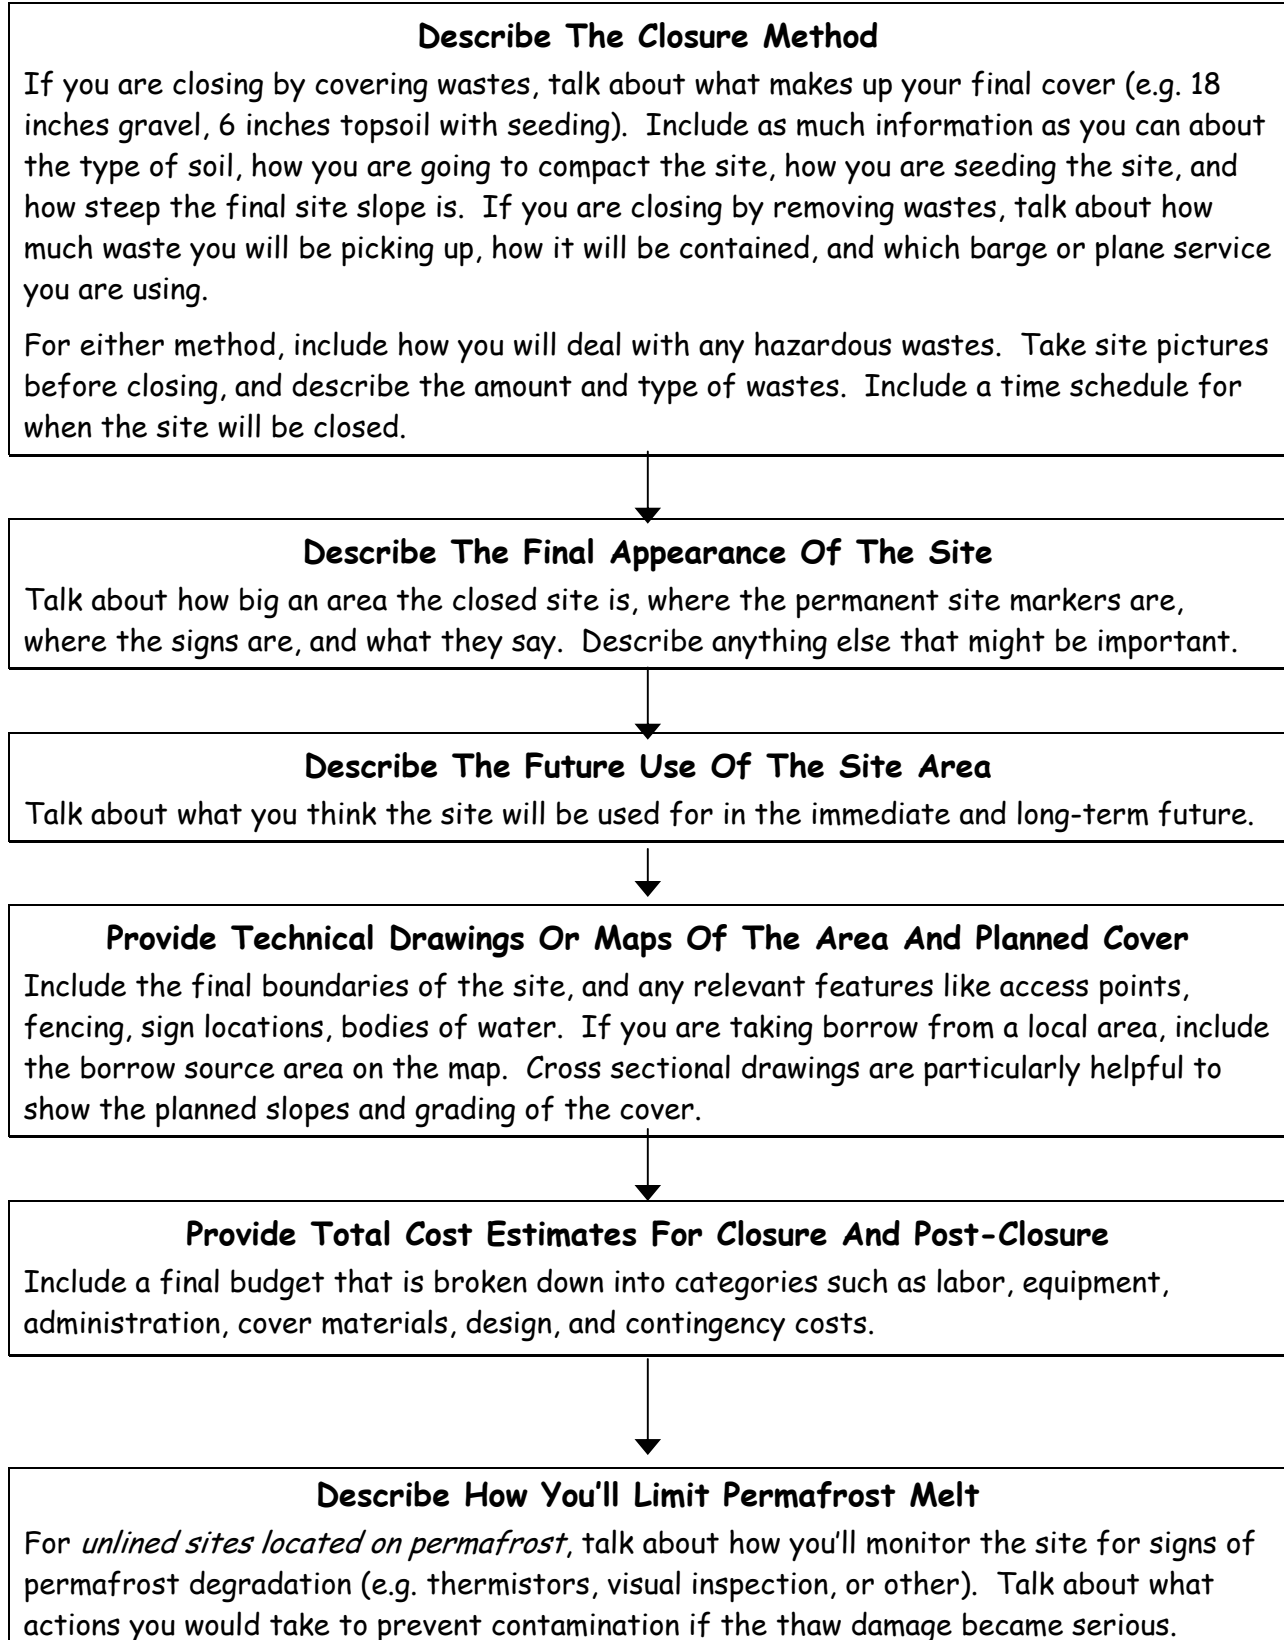 Describe The Closure Method
If you are closing by covering wastes, talk about what makes up your final cover (e.g. 18
inches gravel, 6 inches topsoil with seeding).  Include as much information as you can about
the type of soil, how you are going to compact the site, how you are seeding the site, and
how steep the final site slope is.  If you are closing by removing wastes, talk about how
much waste you will be picking up, how it will be contained, and which barge or plane service
you are using.
For either method, include how you will deal with any hazardous wastes.  Take site pictures
before closing, and describe the amount and type of wastes.  Include a time schedule for
when the site will be closed.
Describe The Final Appearance Of The Site
Talk about how big an area the closed site is, where the permanent site markers are,
where the signs are, and what they say.  Describe anything else that might be important.
Describe The Future Use Of The Site Area
Talk about what you think the site will be used for in the immediate and long-term future.
Provide Technical Drawings Or Maps Of The Area And Planned Cover
Include the final boundaries of the site, and any relevant features like access points,
fencing, sign locations, bodies of water.  If you are taking borrow from a local area, include
the borrow source area on the map.  Cross sectional drawings are particularly helpful to
show the planned slopes and grading of the cover.
Provide Total Cost Estimates For Closure And Post-Closure
Include a final budget that is broken down into categories such as labor, equipment,
administration, cover materials, design, and contingency costs.
Describe How You'll Limit Permafrost Melt
For unlined sites located on permafrost, talk about how you'll monitor the site for signs of
permafrost degradation (e.g. thermistors, visual inspection, or other).  Talk about what
actions you would take to prevent contamination if the thaw damage became serious.